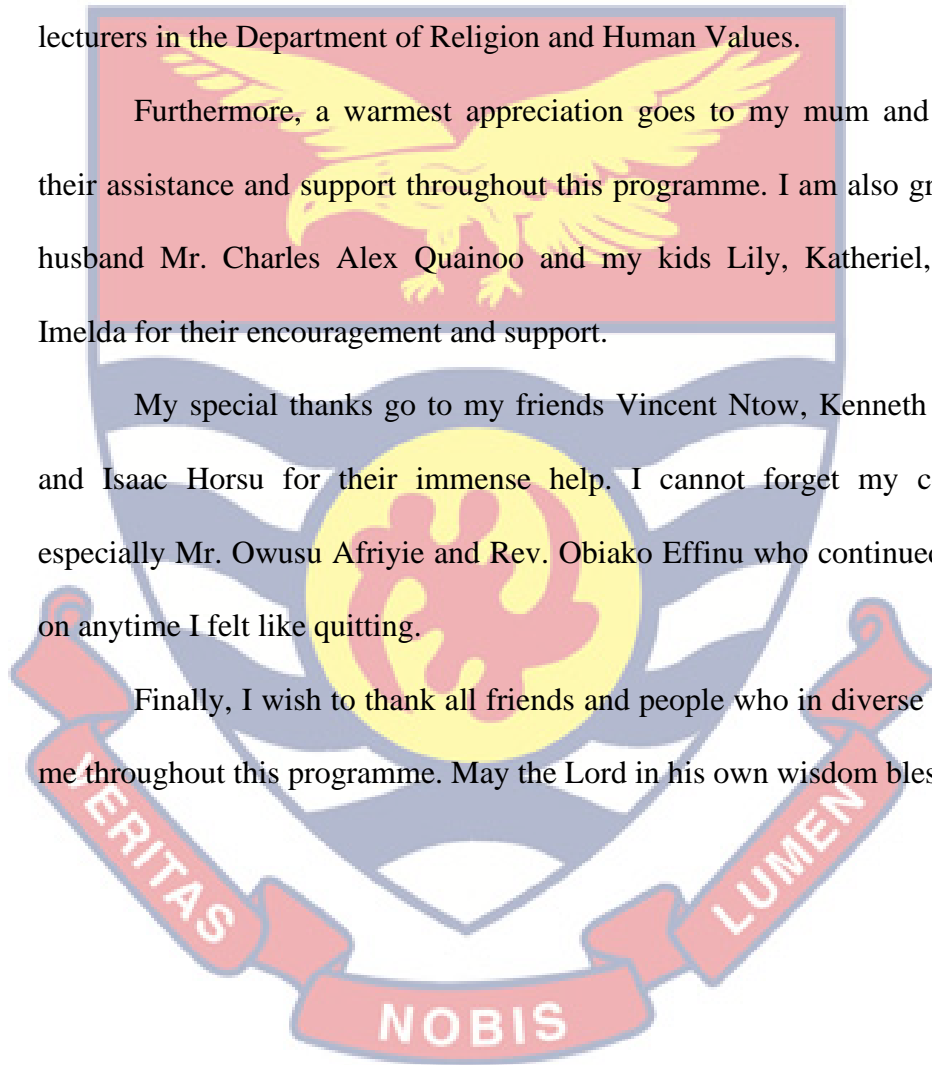 lecturers in the Department of Religion and Human Values.
Furthermore, a warmest appreciation goes to my mum and
their assistance and support throughout this programme. I am also gr
husband Mr. Charles Alex Quainoo and my kids Lily, Katheriel,
Imelda for their encouragement and support.
My special thanks go to my friends Vincent Ntow, Kenneth
and Isaac Horsu for their immense help. I cannot forget my c
especially Mr. Owusu Afriyie and Rev. Obiako Effinu who continued
on anytime I felt like quitting.
Finally, I wish to thank all friends and people who in diverse
me throughout this programme. May the Lord in his own wisdom bles
VERITAS
NOBIS
LUMEN